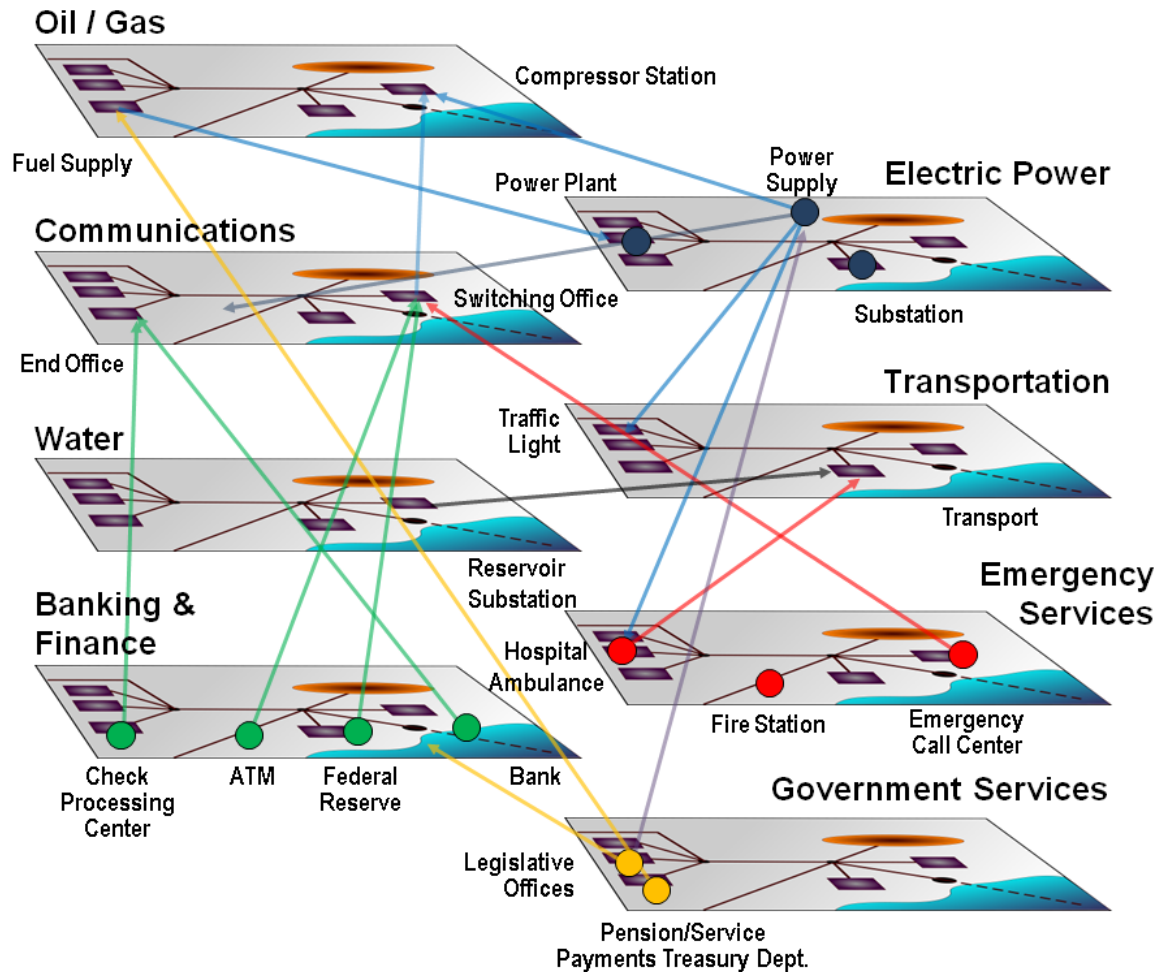 Oil / Gas
Compressor Station
Fuel Supply
Power Plant
Power
Supply
Electric Power
Communications
Switching Office
Substation
End Office
Transportation
Traffic
Light
Water
Transport
Reservoir
Substation
Emergency
Services
Banking &
Finance
Hospital
Ambulance
Fire Station
Emergency
Call Center
Check
Processing
Center
ATM
Federal
Reserve
Bank
Government Services
Legislative
Offices
Pension/Service
Payments Treasury Dept.